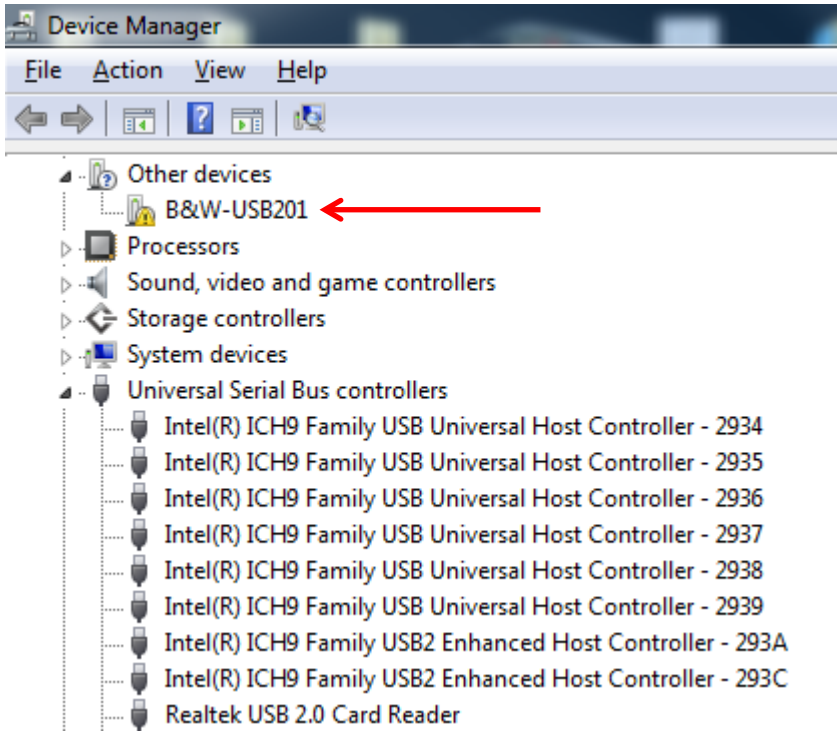 Device Manager
File Action View Help
Other devices
B&W-USB201
Processors
Sound, video and game controllers
Storage controllers
System devices
Universal Serial Bus controllers
Intel(R) ICH9 Family USB Universal Host Controller - 2934
Intel(R) ICH9 Family USB Universal Host Controller - 2935
Intel(R) ICH9 Family USB Universal Host Controller - 2936
Intel(R) ICH9 Family USB Universal Host Controller - 2937
Intel(R) ICH9 Family USB Universal Host Controller - 2938
Intel(R) ICH9 Family USB Universal Host Controller - 2939
Intel(R) ICH9 Family USB2 Enhanced Host Controller - 293A
Intel(R) ICH9 Family USB2 Enhanced Host Controller - 293C
Realtek USB 2.0 Card Reader